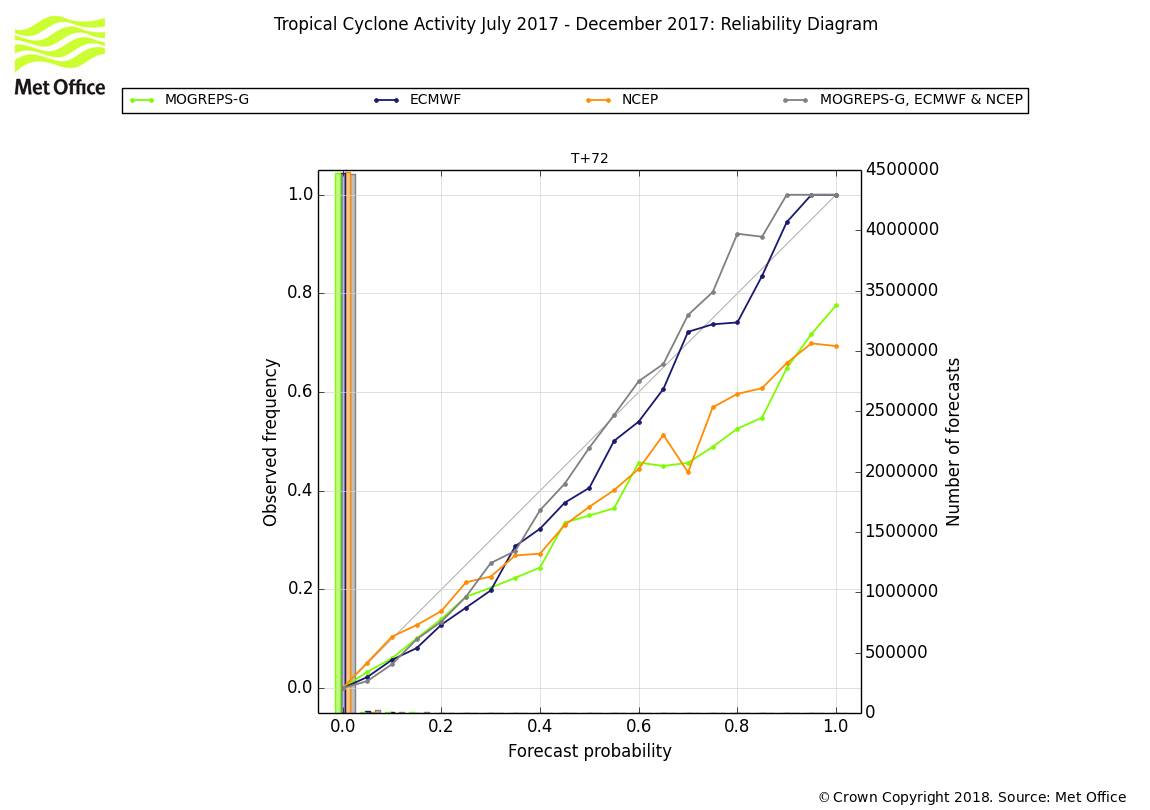 Tropical Cyclone Activity July 2017 - December 2017: Reliability Diagram
Met Office
MOGREPS-G ECMWF NCEP MOGREPS-G, ECMWF & NCEP
T+72
1.0
0.8
0.6
0.4
0.2
0.0
Observed frequency
4500000
4000000
3500000
3000000
2500000
2000000
1500000
1000000
500000
0
Number of forecasts
0.0 0.2 0.4 0.6 0.8 1.0
Forecast probability
© Crown Copyright 2018. Source: Met Office